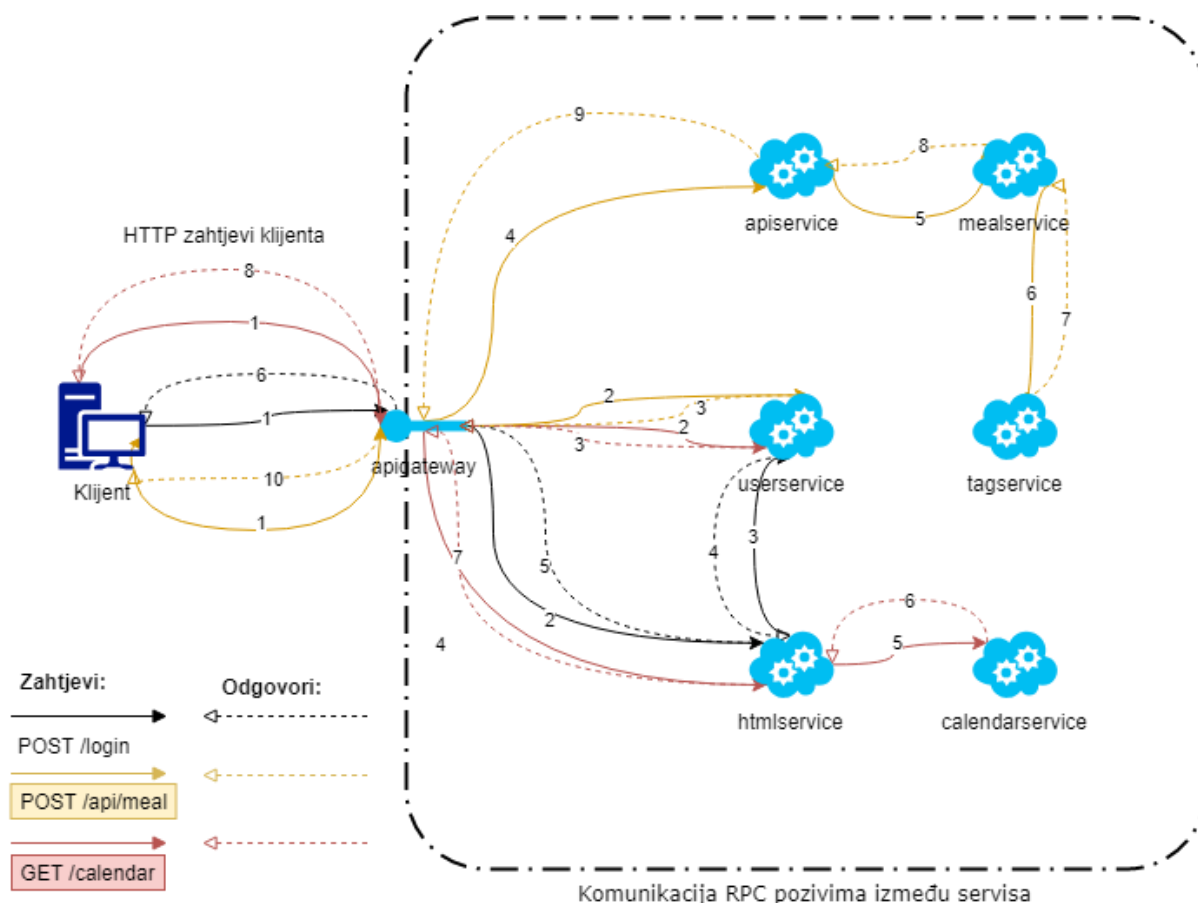 9
8
apiservice
5
mealservice
4
HTTP zahtjevi klijenta
8
6
7
1
6
2
3
1
2
3
apigateway
userservice
tagservice
10
Klijent
1
3
4
7
5
2
6
4
5
htmlservice
calendarservice
Zahtjevi:
Odgovori:
POST /login
POST /api/meal
GET /calendar
Komunikacija RPC pozivima između servisa